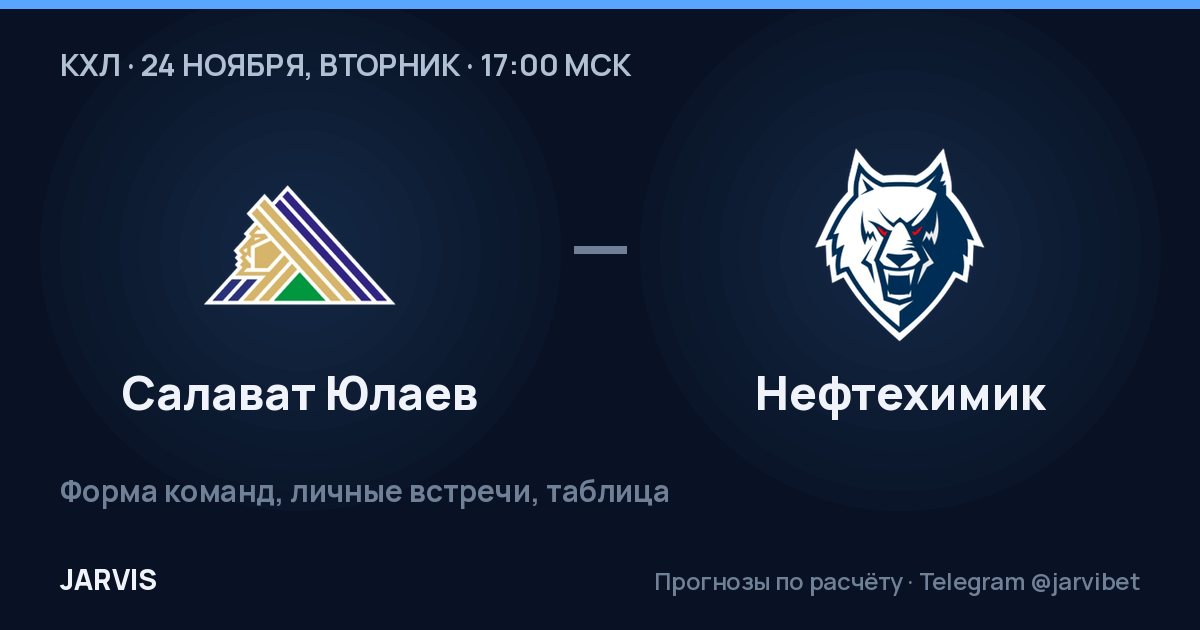 КХЛ · 24 НОЯБРЯ, ВТОРНИК · 17:00 МСК
—
Салават Юлаев
Нефтехимик
Форма команд, личные встречи, таблица
JARVIS
Прогнозы по расчёту · Telegram @jarvibet